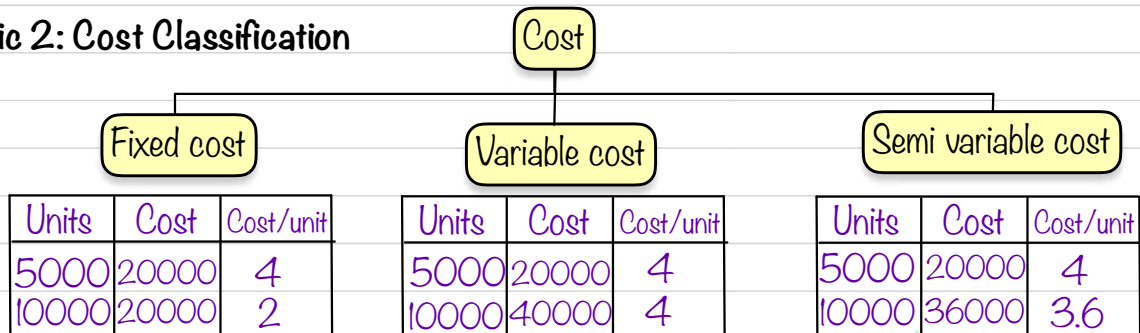 ic 2: Cost Classification
Cost
Fixed cost
Variable cost
Semi variable cost
Units Cost Cost/unit
5000 20000 4
10000 20000 2
Units Cost Cost/unit
5000 20000 4
10000 40000 4
Units Cost Cost/unit
5000 20000 4
10000 36000 3.6